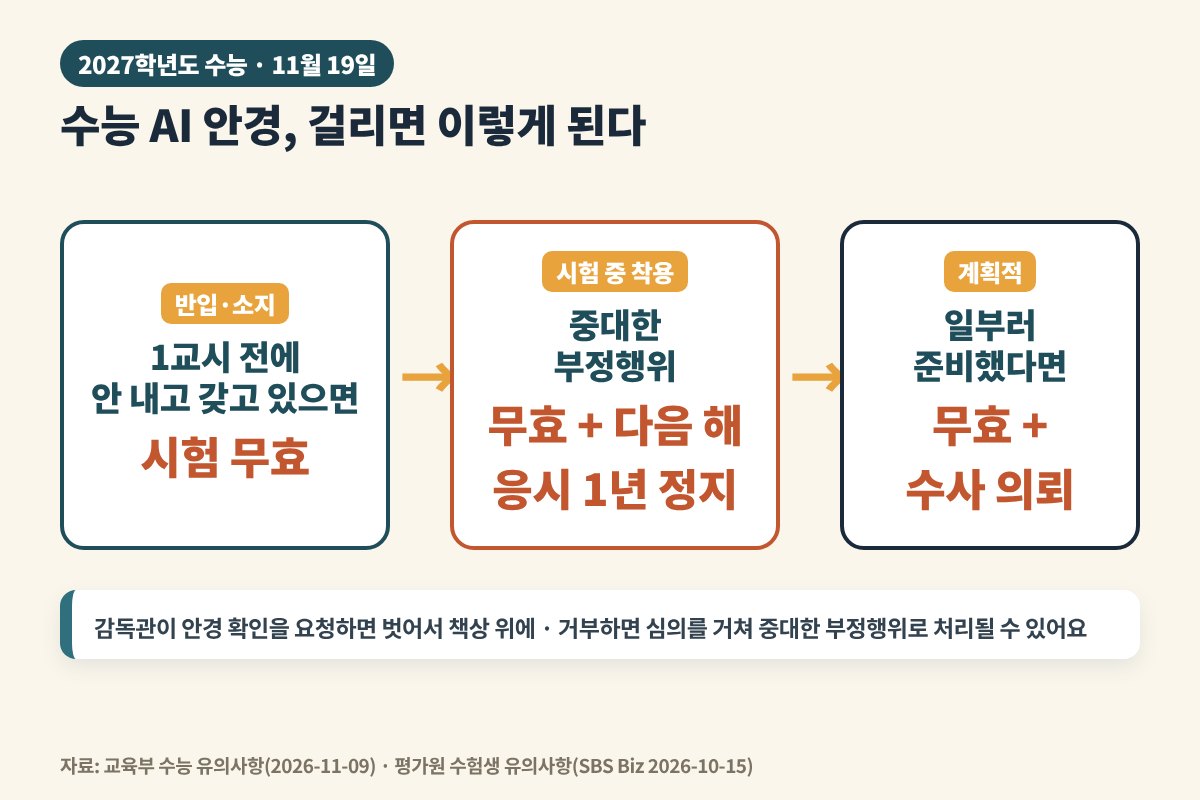 2027학년도 수능 · 11월 19일
수능 AI 안경, 걸리면 이렇게 된다
반입·소지
1교시 전에
안 내고 갖고 있으면
시험 무효
→
시험 중 착용
중대한
부정행위
무효 + 다음 해
응시 1년 정지
→
계획적
일부러
준비했다면
무효 +
수사 의뢰
감독관이 안경 확인을 요청하면 벗어서 책상 위에 · 거부하면 심의를 거쳐 중대한 부정행위로 처리될 수 있어요
자료: 교육부 수능 유의사항(2026-11-09) · 평가원 수험생 유의사항(SBS Biz 2026-10-15)